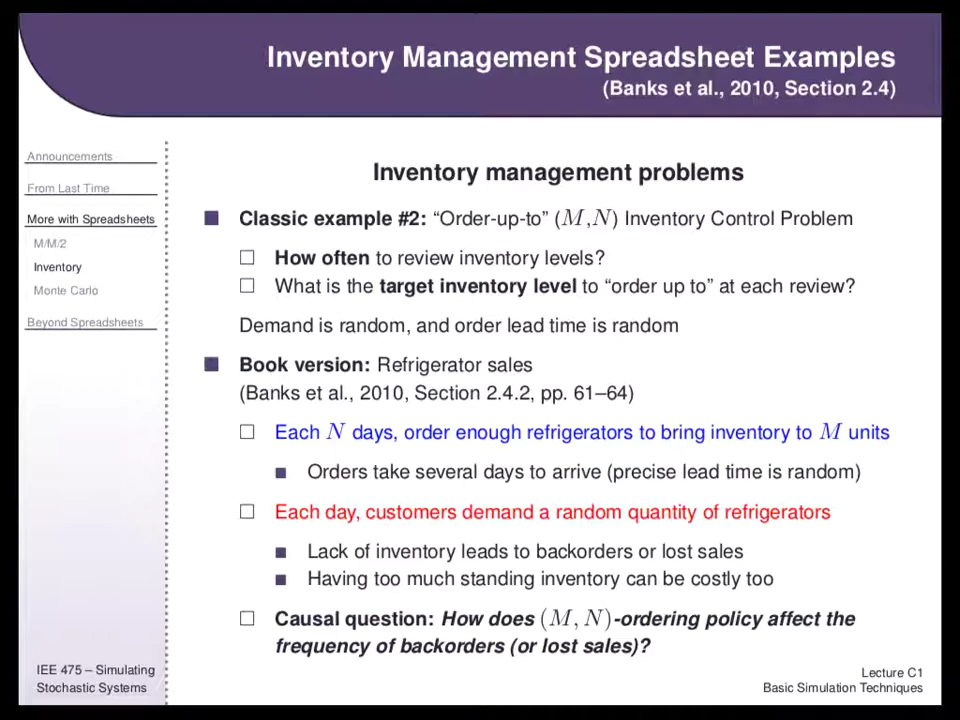 Inventory Management Spreadsheet Examples
(Banks et al., 2010, Section 2.4)
Announcements
From Last Time
More with Spreadsheets
M/M/2
Inventory
Monte Carlo
Beyond Spreadsheets
Inventory management problems
Classic example #2: “Order-up-to” (M,N) Inventory Control Problem
How often to review inventory levels?
What is the target inventory level to “order up to” at each review?
Demand is random, and order lead time is random
Book version: Refrigerator sales
(Banks et al., 2010, Section 2.4.2, pp. 61–64)
Each N days, order enough refrigerators to bring inventory to M units
Orders take several days to arrive (precise lead time is random)
Each day, customers demand a random quantity of refrigerators
Lack of inventory leads to backorders or lost sales
Having too much standing inventory can be costly too
Causal question: How does (M, N)-ordering policy affect the
frequency of backorders (or lost sales)?
IEE 475 – Simulating
Stochastic Systems
Lecture C1
Basic Simulation Techniques